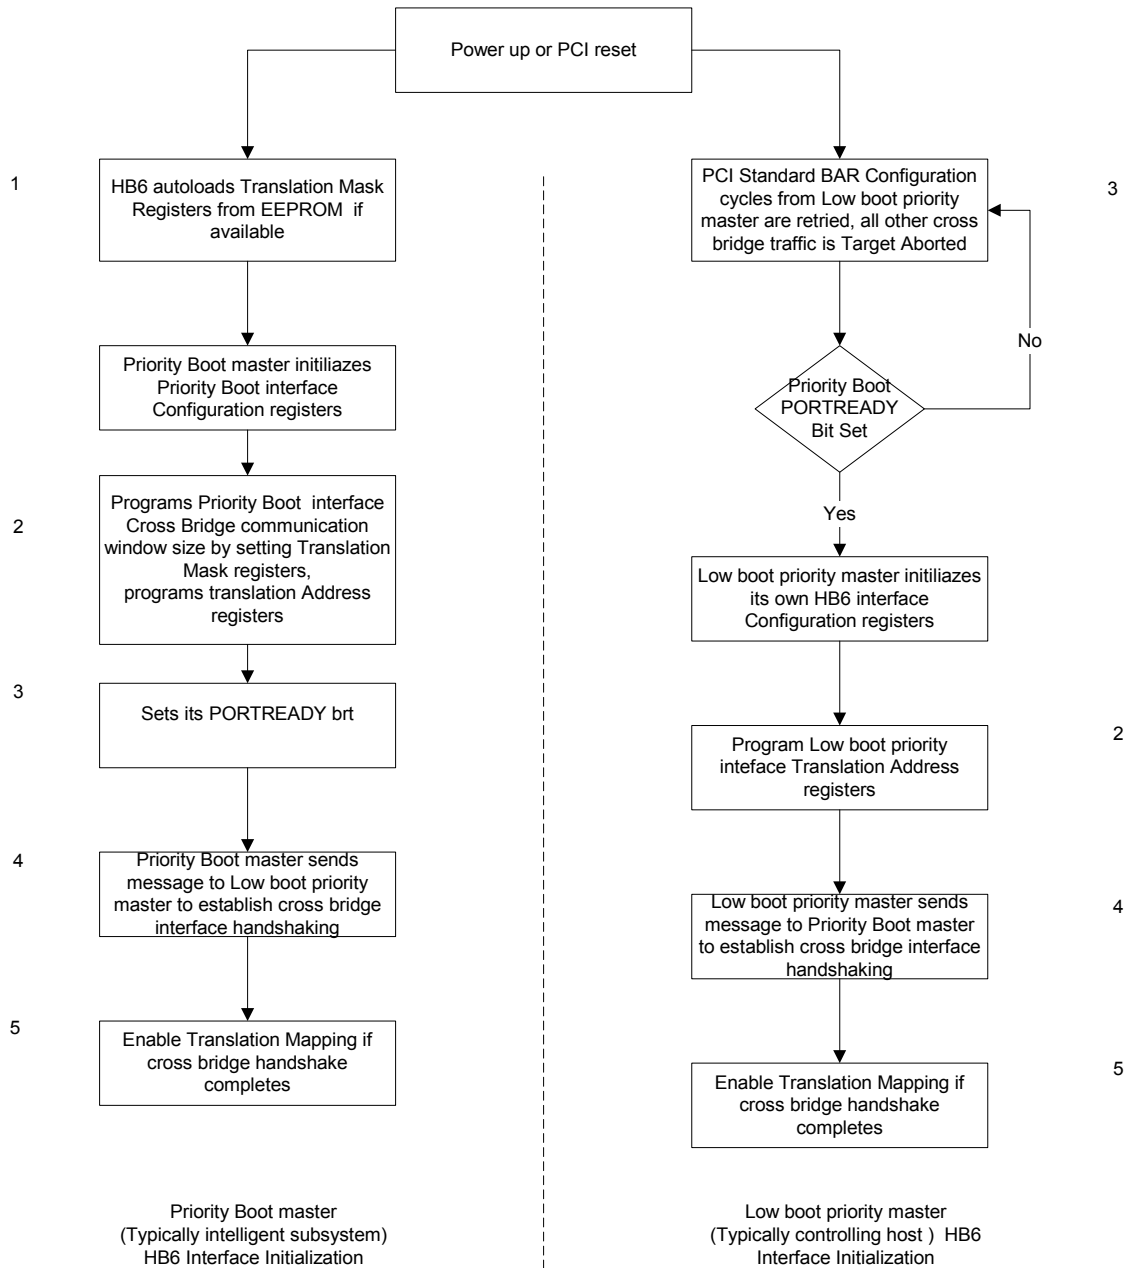 Power up or PCI reset
1
HB6 autoloads Translation Mask
Registers from EEPROM if
available
Priority Boot master initiliazes
Priority Boot interface
Configuration registers
2
Programs Priority Boot interface
Cross Bridge communication
window size by setting Translation
Mask registers,
programs translation Address
registers
3
Sets its PORTREADY brt
4
Priority Boot master sends
message to Low boot priority
master to establish cross bridge
interface handshaking
5
Enable Translation Mapping if
cross bridge handshake
completes
Priority Boot master
(Typically intelligent subsystem)
HB6 Interface Initialization
PCI Standard BAR Configuration
cycles from Low boot priority
master are retried, all other cross
bridge traffic is Target Aborted
3
No
Priority Boot
PORTREADY
Bit Set
Yes
Low boot priority master initiliazes
its own HB6 interface
Configuration registers
Program Low boot priority
inteface Translation Address
registers
2
Low boot priority master sends
message to Priority Boot master
to establish cross bridge interface
handshaking
4
Enable Translation Mapping if
cross bridge handshake
completes
5
Low boot priority master
(Typically controlling host ) HB6
Interface Initialization